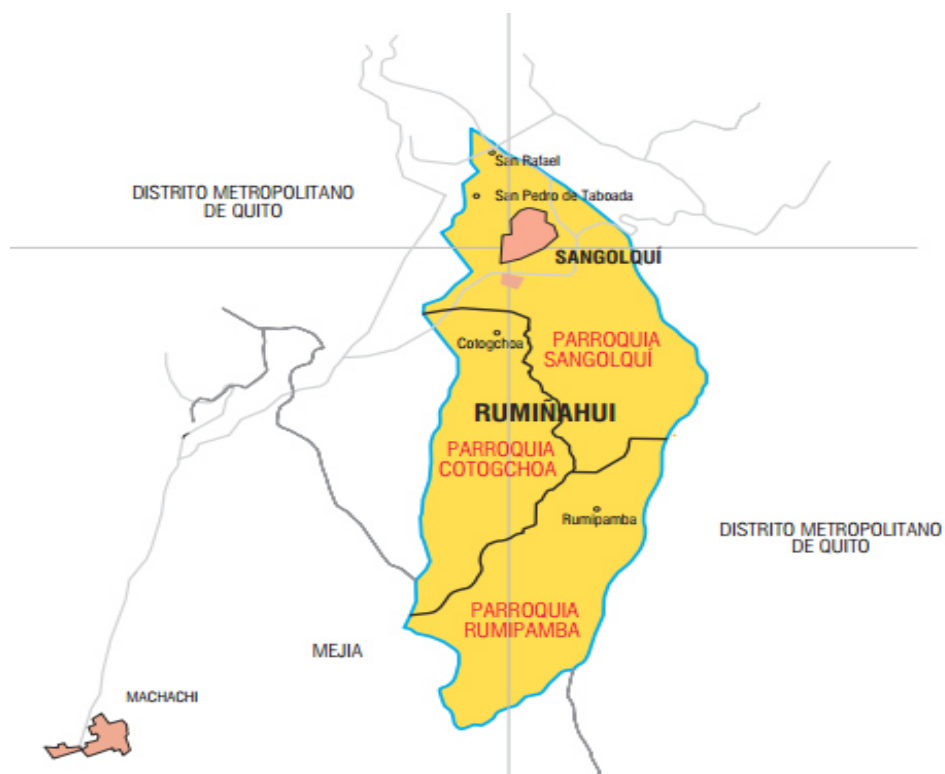 San Rafael
DISTRITO METROPOLITANO
DE QUITO
San Pedro de Taboada
SANGOLQUÍ
Cotogchoa
PARROQUIA
SANGOLQUÍ
RUMIÑAHUI
PARROQUIA
COTOGCHOA
Rumipamba
DISTRITO METROPOLITANO
DE QUITO
PARROQUIA
RUMIPAMBA
MEJIA
MACHACHI